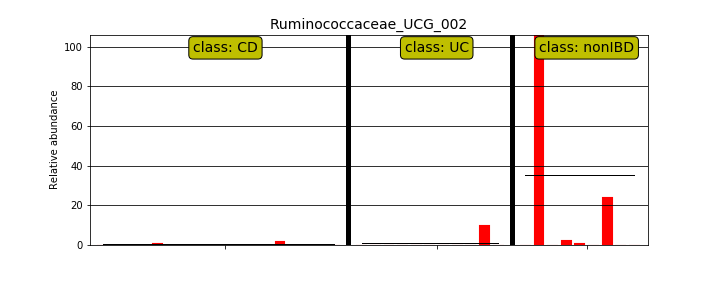 Ruminococcaceae_UCG_002
class: CD
class: UC
class: nonIBD
Relative abundance
100
80
60
40
20
0